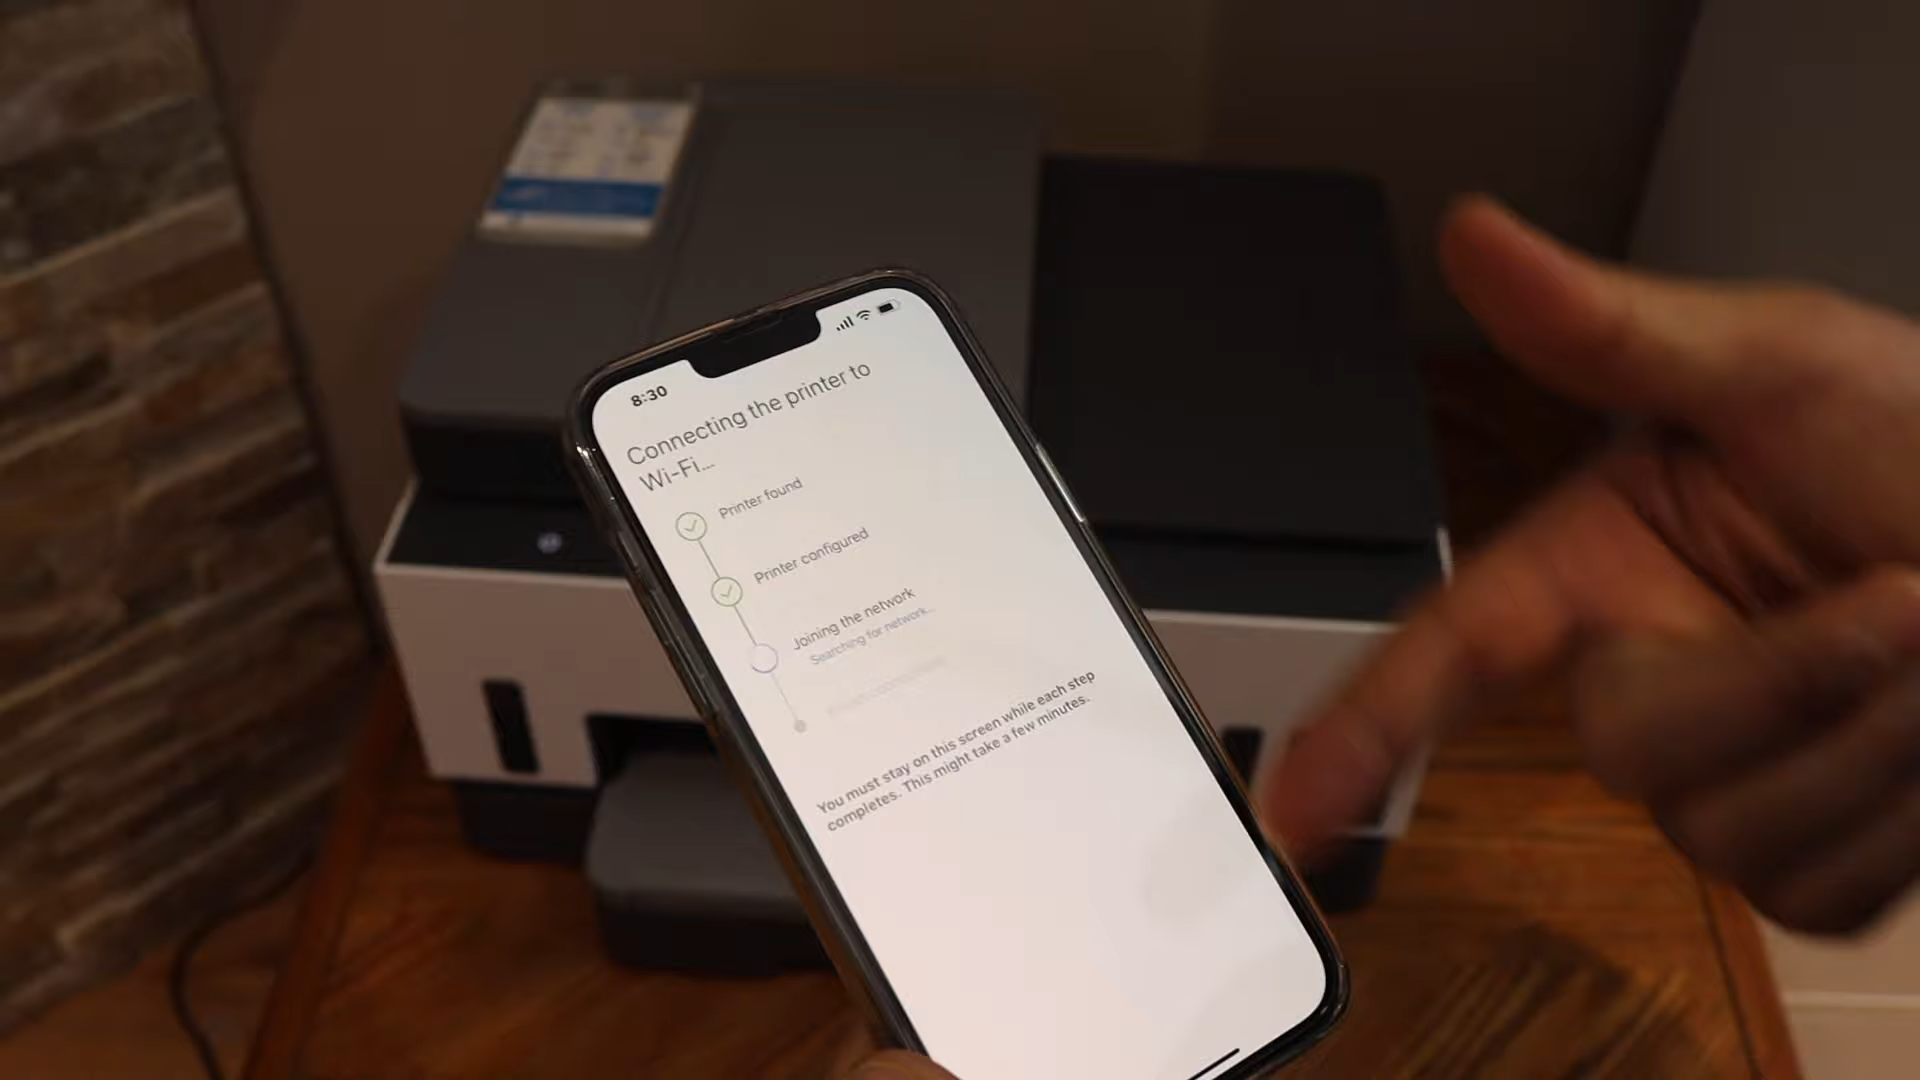 8:30
Connecting the printer to
Wi-Fi...
Printer found
Printer configured
Joining the network
Searching for network...
You must stay on this screen while each step
completes. This might take a few minutes.